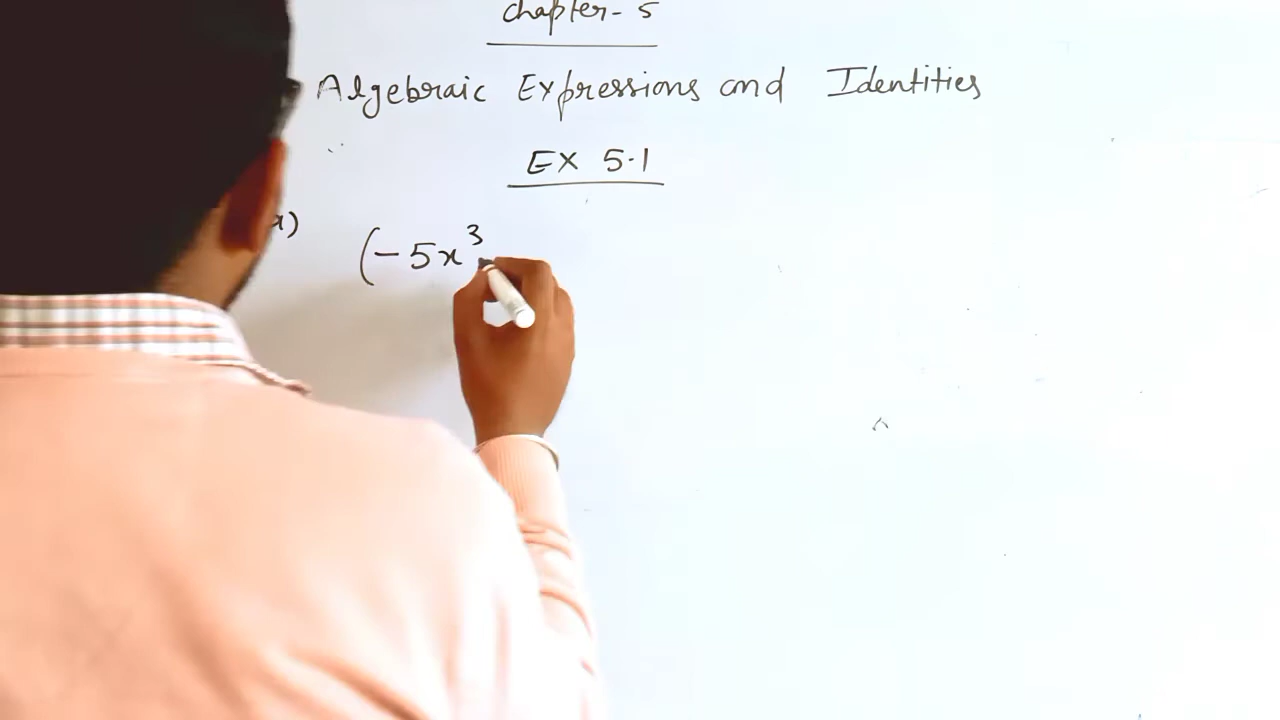 Chapter - 5
Algebraic Expressions and Identities
EX 5.1
a)
(-5x³